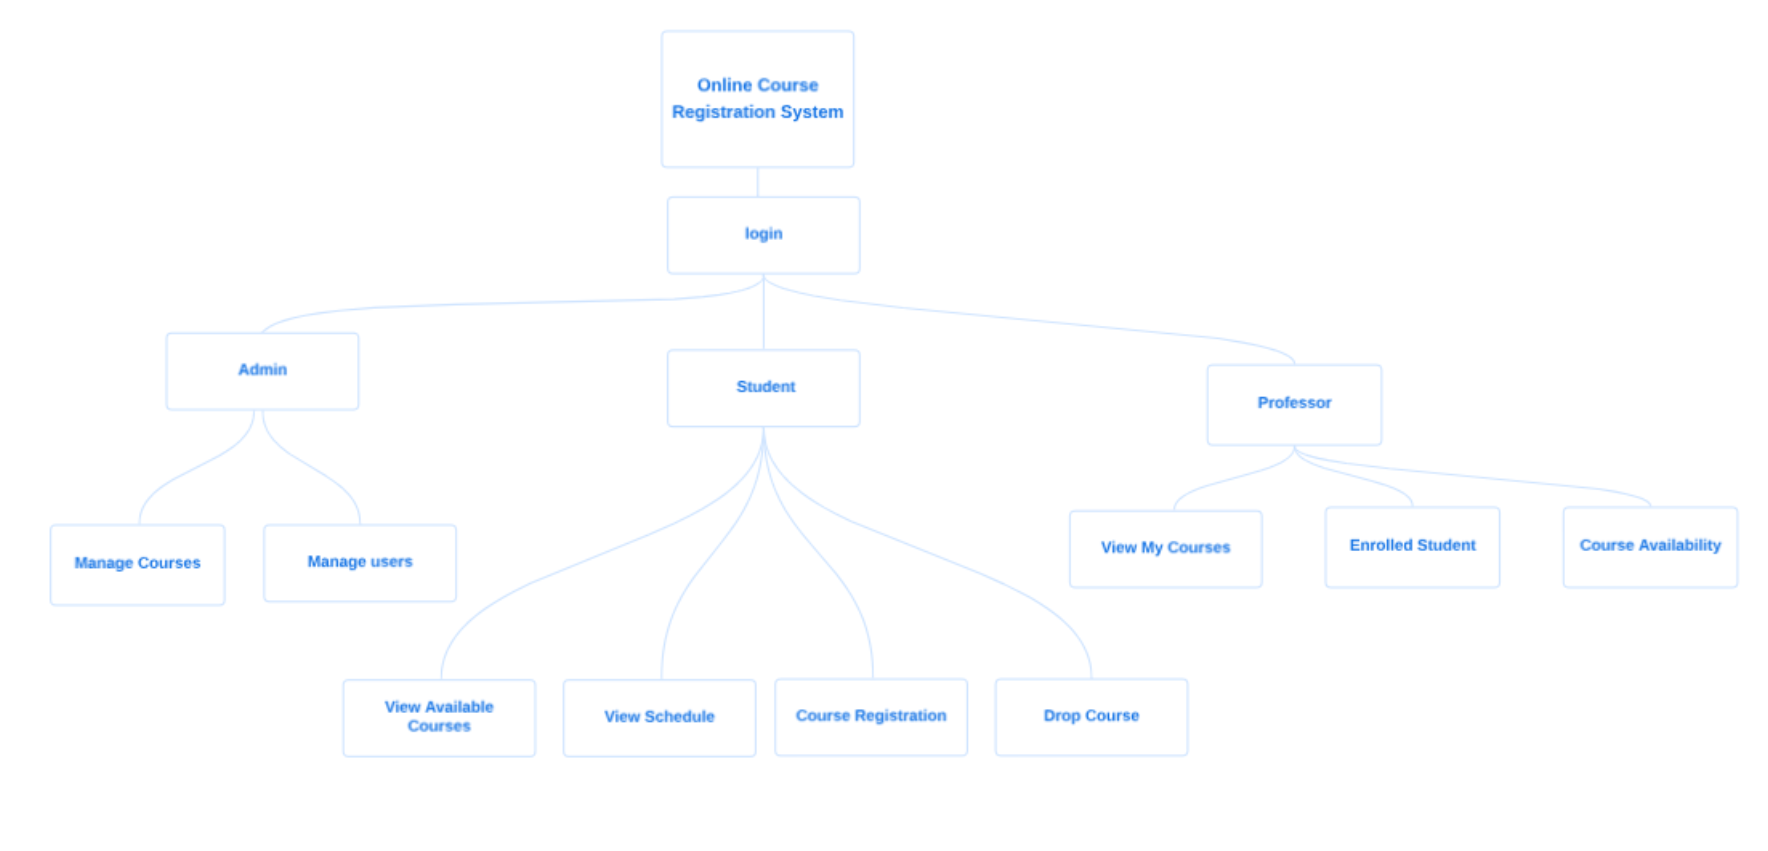 Online Course
Registration System
login
Admin
Student
Professor
Manage Courses
Manage users
View My Courses
Enrolled Student
Course Availability
View Available
Courses
View Schedule
Course Registration
Drop Course